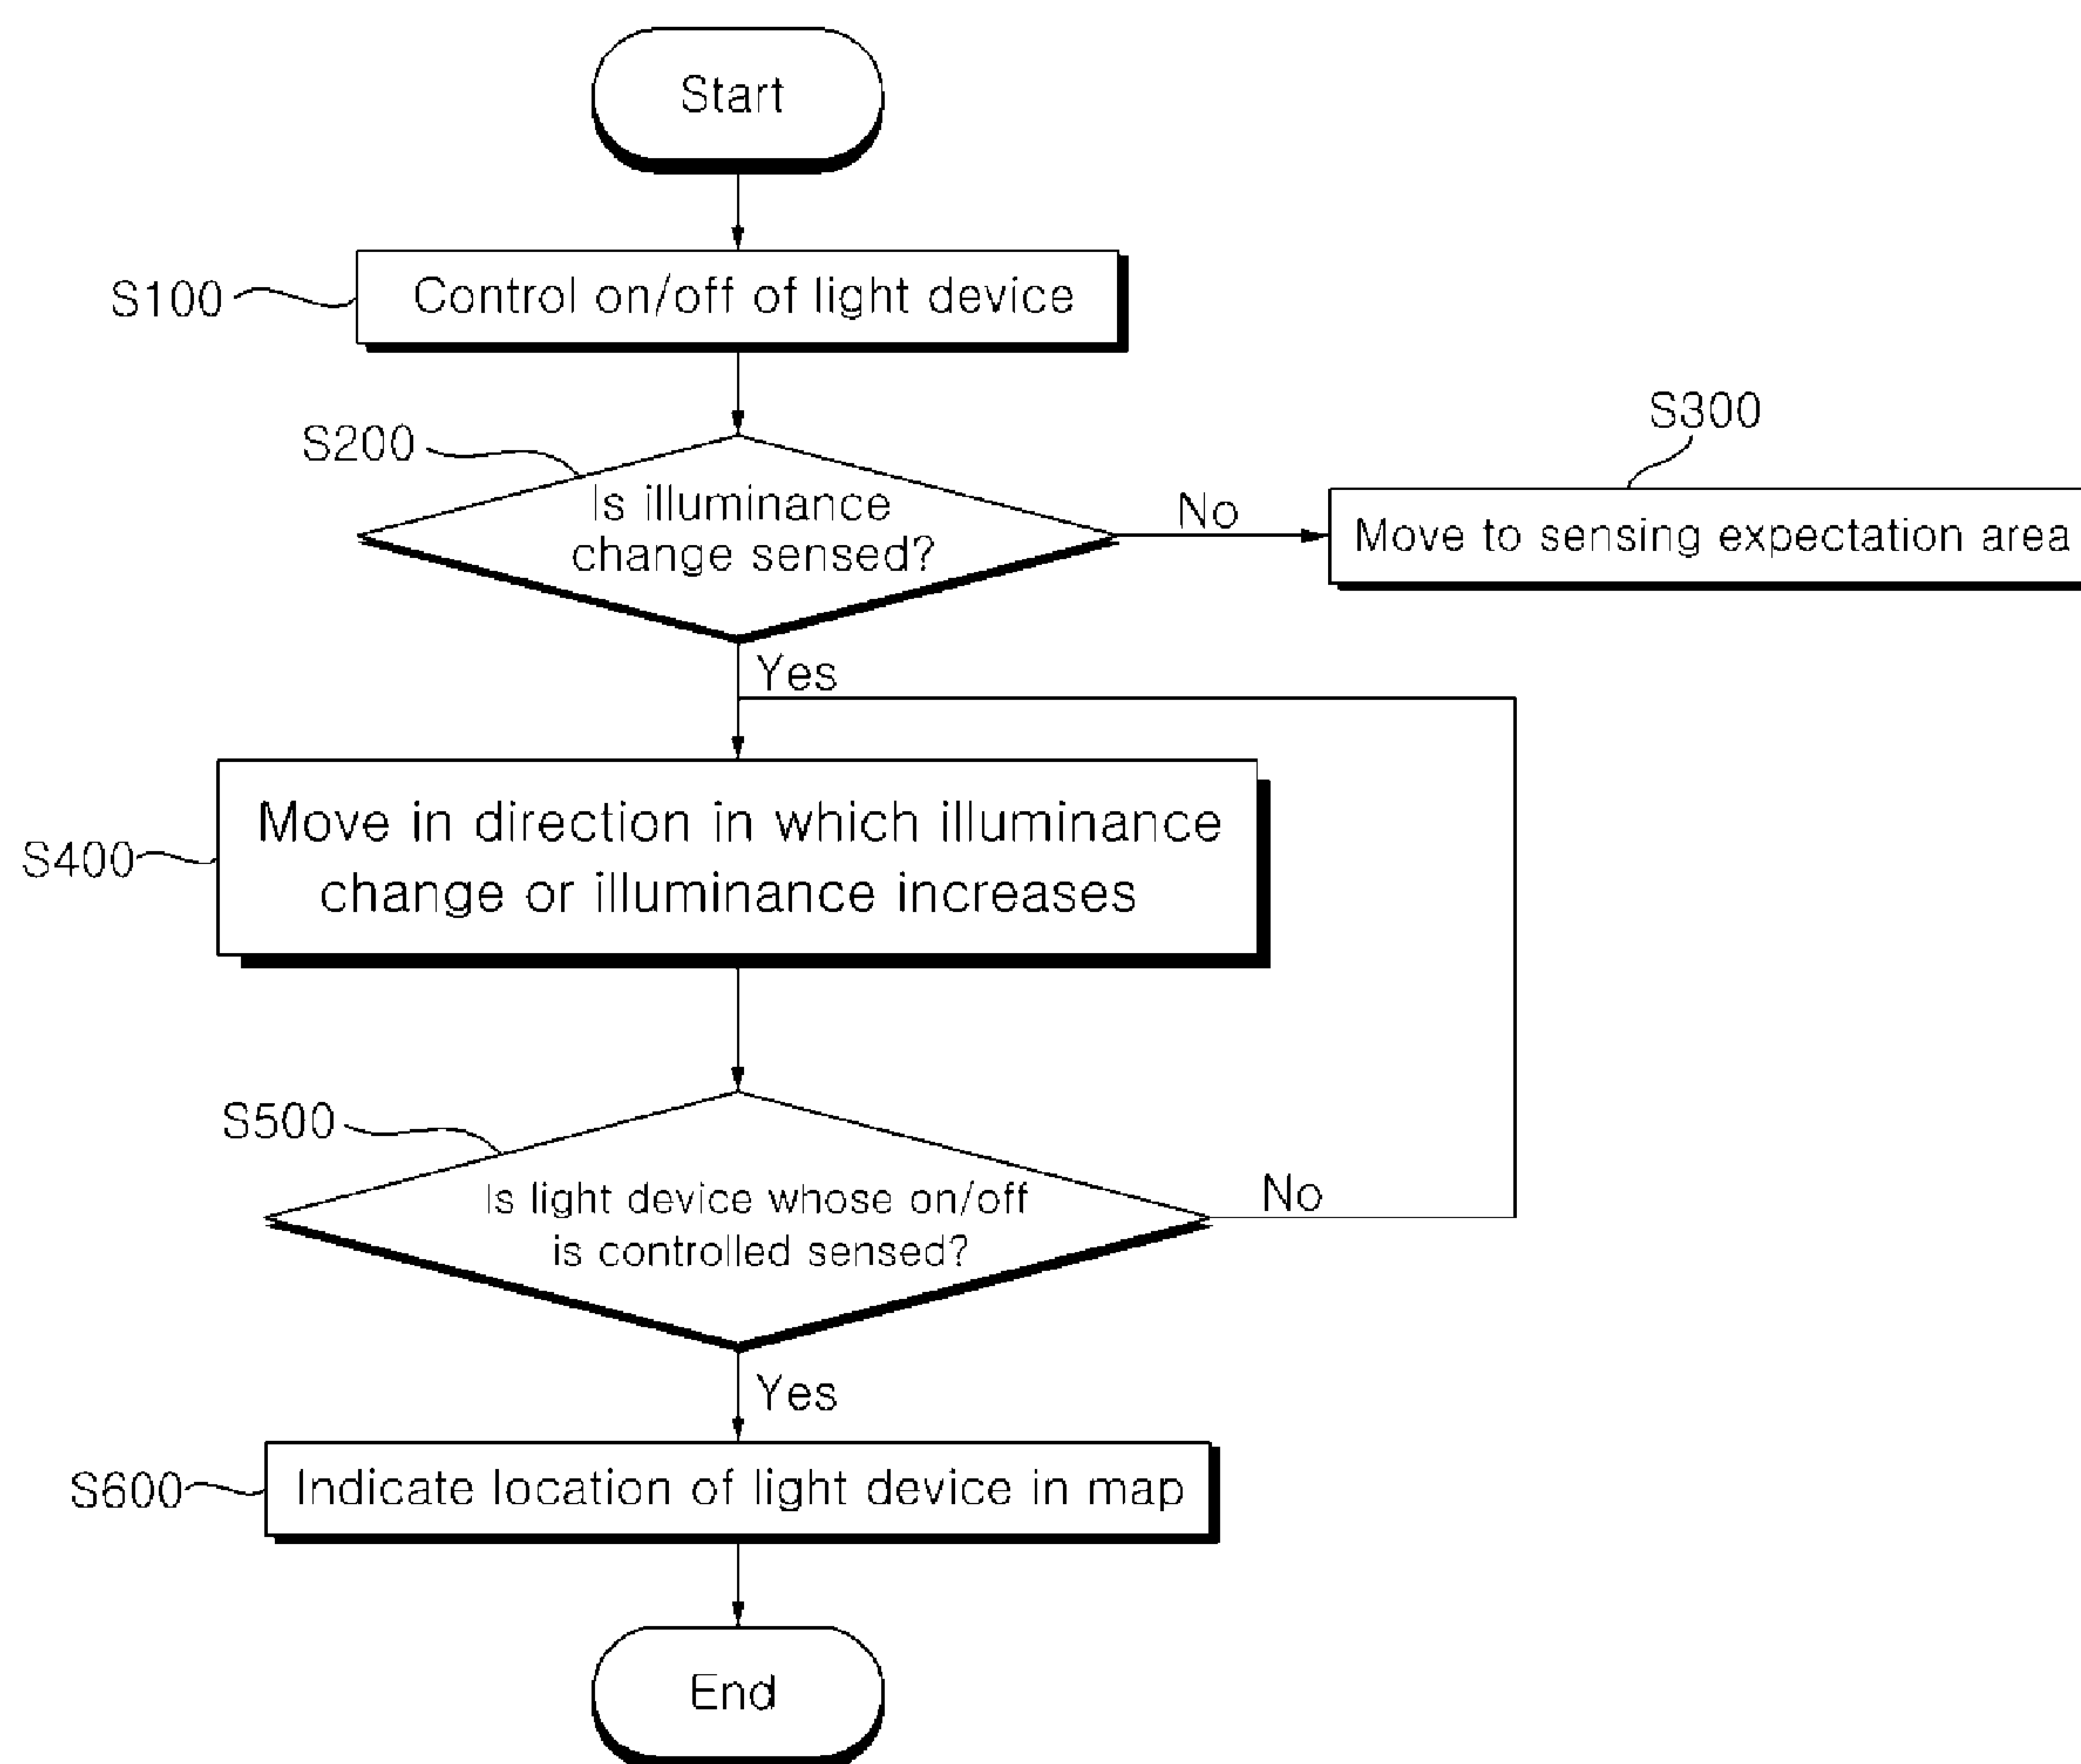 Start
S100
Control on/off of light device
S200
Is illuminance
change sensed?
No
S300
Move to sensing expectation area
Yes
S400
Move in direction in which illuminance
change or illuminance increases
S500
Is light device whose on/off
is controlled sensed?
No
Yes
S600
Indicate location of light device in map
End